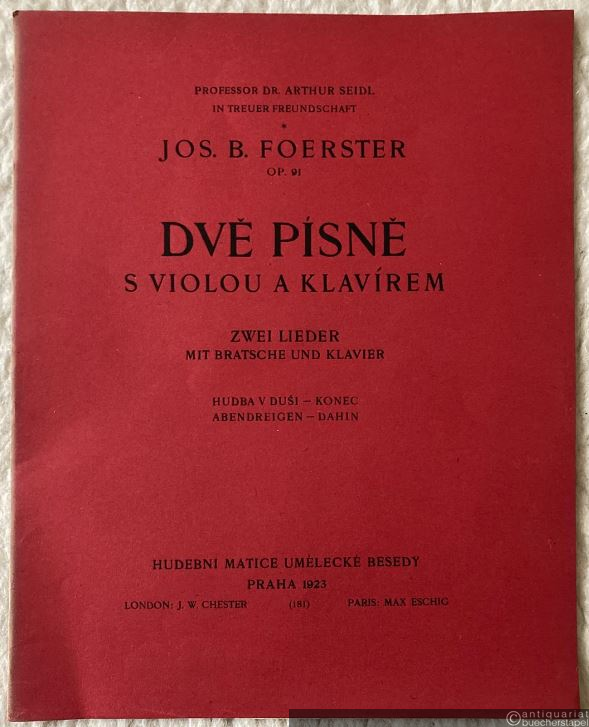 PROFESSOR DR. ARTHUR SEIDL
IN TREUER FREUNDSCHAFT
*
JOS. B. FOERSTER
OP. 91
DVĚ PÍSNĚ
S VIOLOU A KLAVÍREM
ZWEI LIEDER
MIT BRATSCHE UND KLAVIER
HUDBA V DUŠI – KONEC
ABENDREIGEN – DAHIN
HUDEBNÍ MATICE UMĚLECKÉ BESEDY
PRAHA 1923
LONDON: J. W. CHESTER (181) PARIS: MAX ESCHIG
©antiquariat
buecherstapel